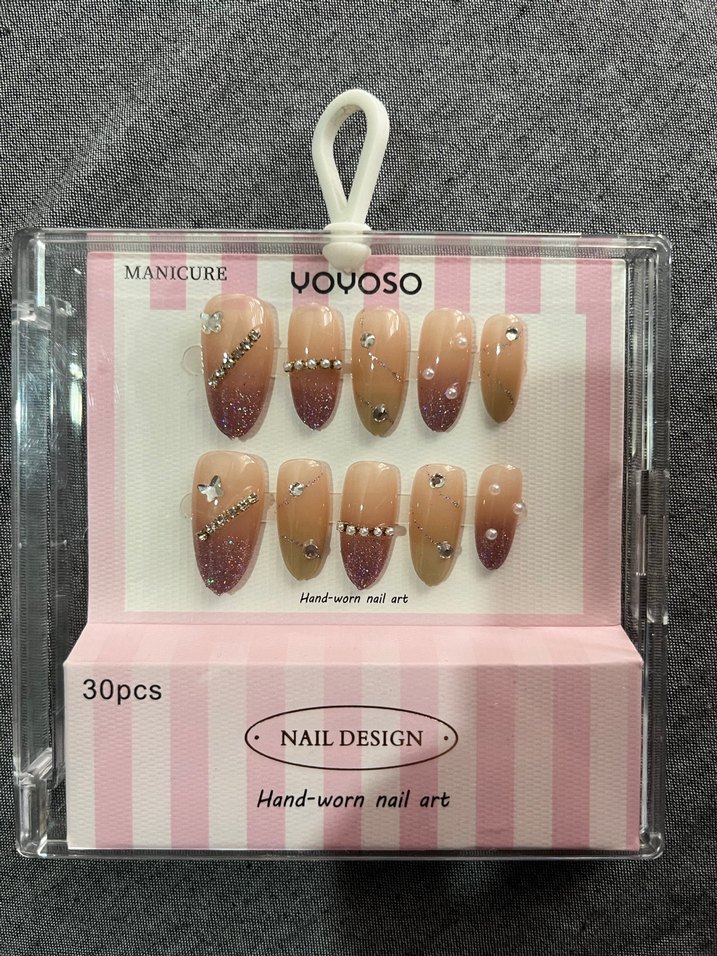 MANICURE
YOYOSO
Hand-worn nail art
30pcs
NAIL DESIGN
Hand-worn nail art